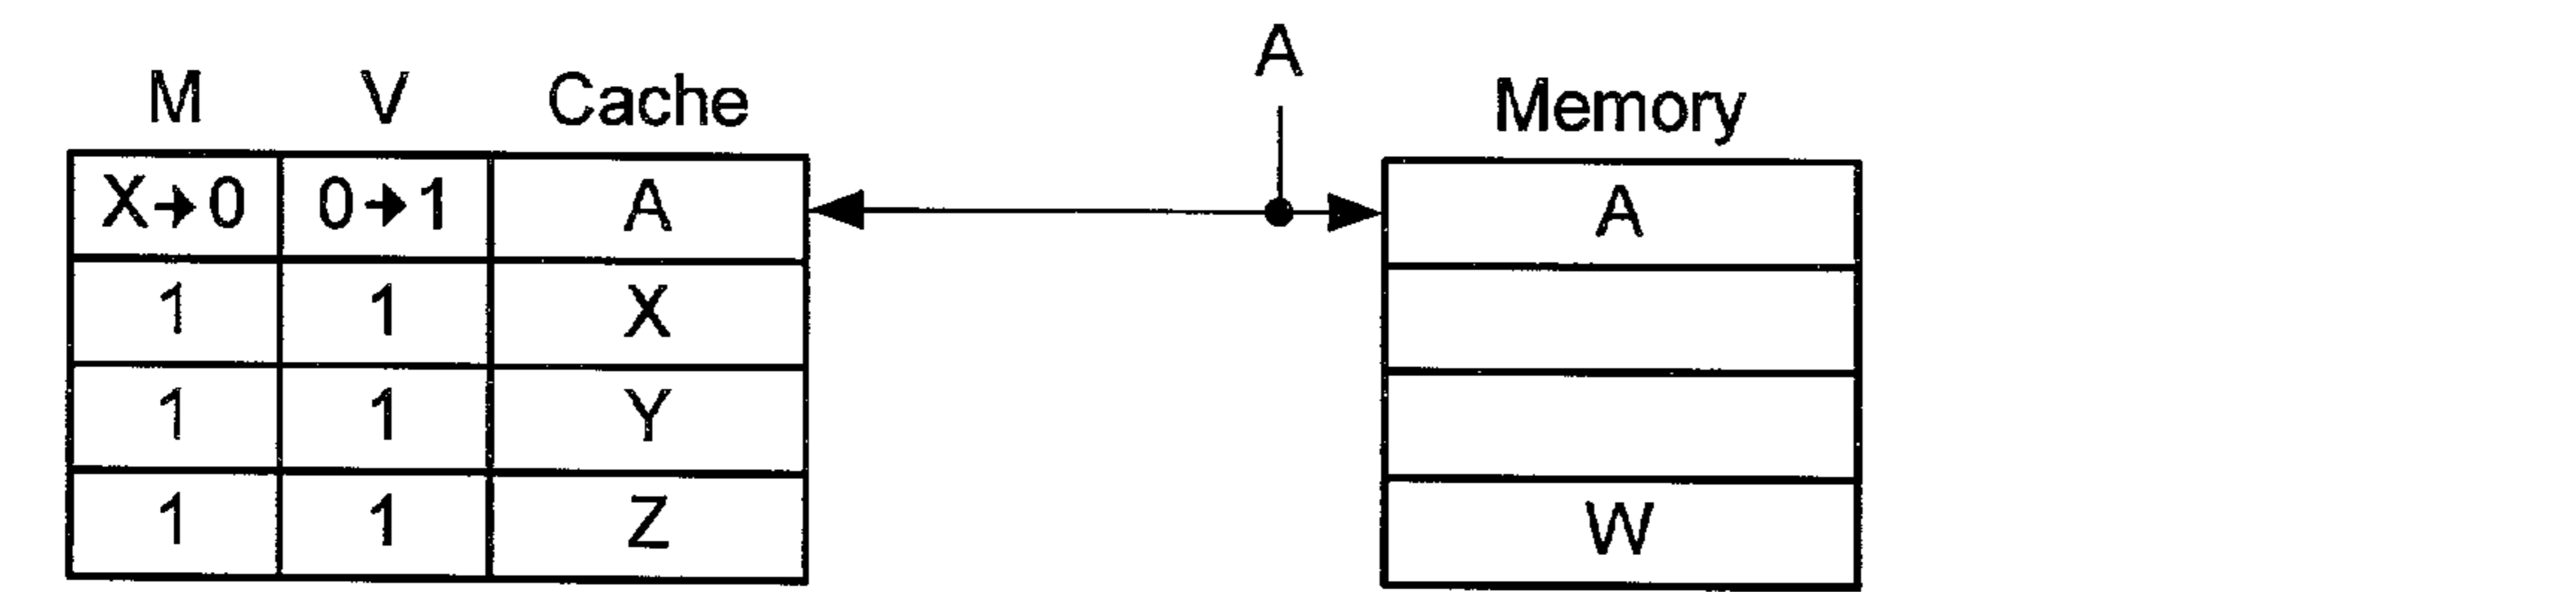 A
M V Cache Memory
X→0 0→1 A A
1 1 X
1 1 Y
1 1 Z W